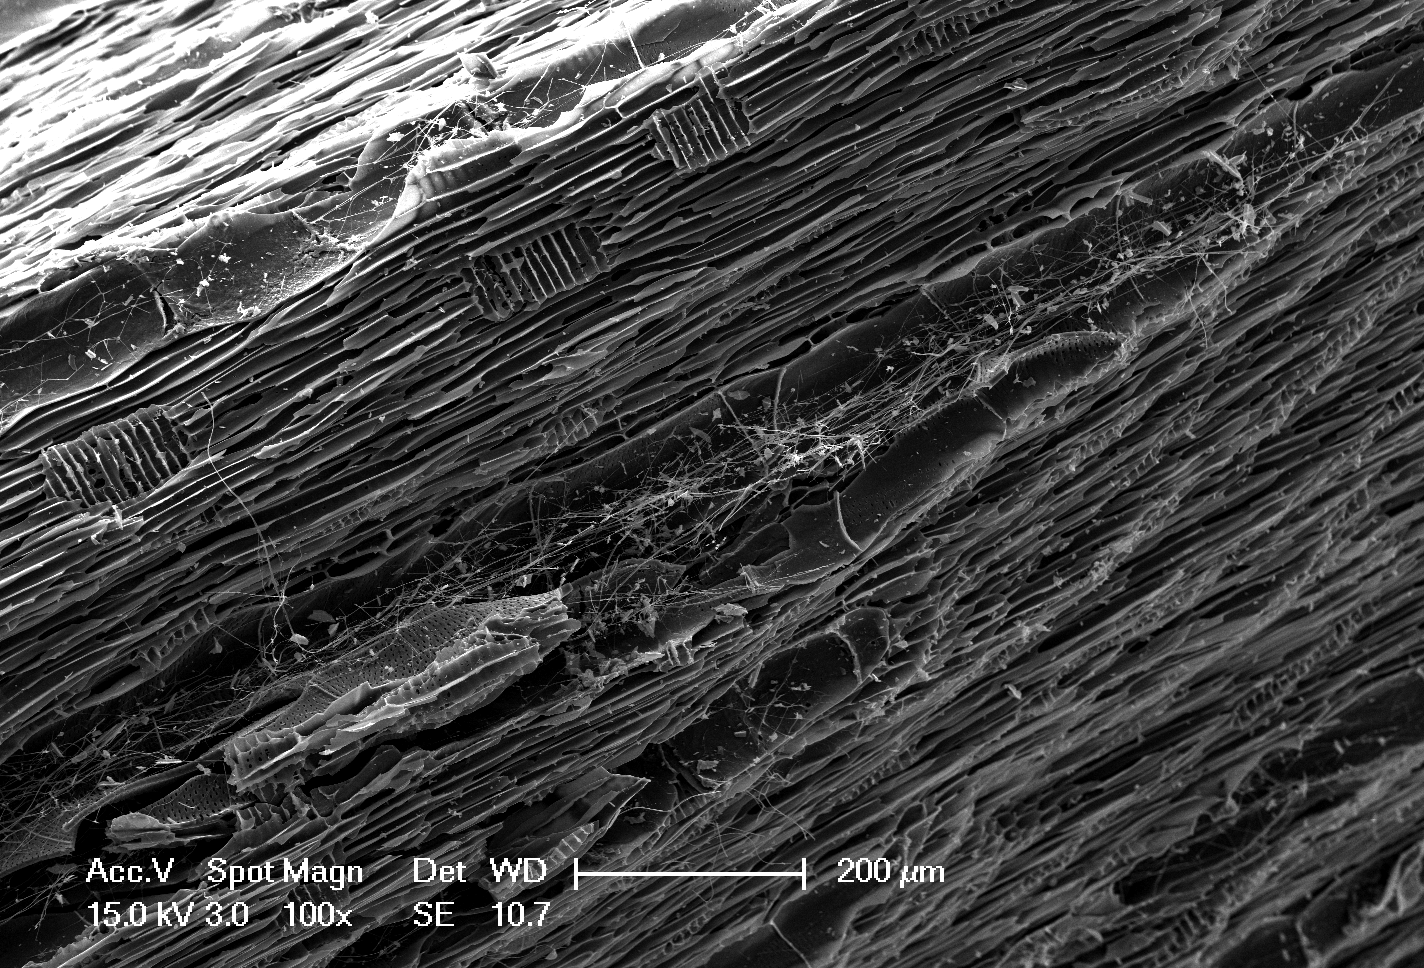 Acc.V Spot Magn Det WD 200 μm
15.0 kV 3.0 100x SE 10.7